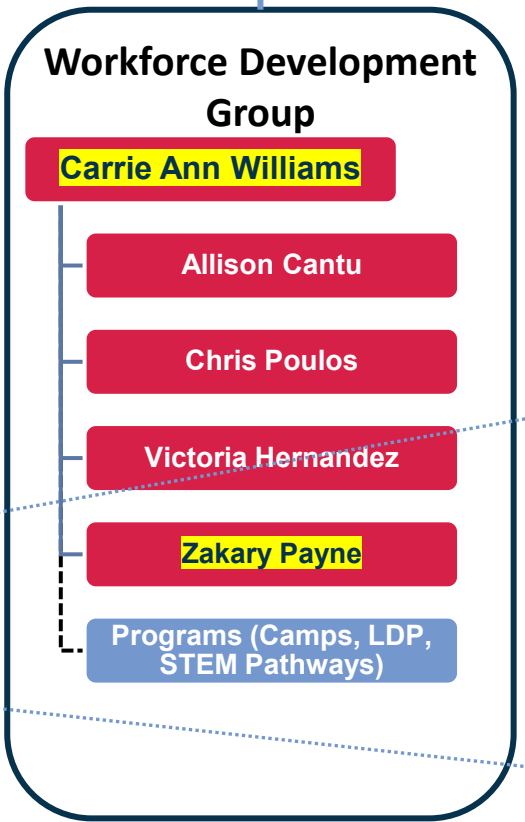 Workforce Development
Group
Carrie Ann Williams
Allison Cantu
Chris Poulos
Victoria Hernandez
Zakary Payne
Programs (Camps, LDP,
STEM Pathways)